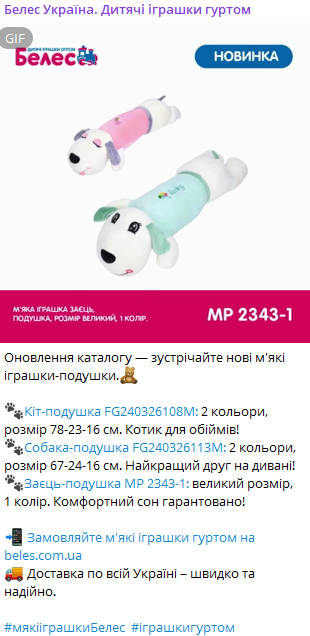 Белес Україна. Дитячі іграшки гуртом
GIF
ДИТЯЧІ ІГРАШКИ ОПТОМ
Белес
НОВИНКА
М'ЯКА ІГРАШКА ЗАЄЦЬ,
ПОДУШКА, РОЗМІР ВЕЛИКИЙ, 1 КОЛІР.
MP 2343-1
Оновлення каталогу — зустрічайте нові м'які
іграшки-подушки.🧸
🐾Кіт-подушка FG240326108M: 2 кольори,
розмір 78-23-16 см. Котик для обіймів!
🐾Собака-подушка FG240326113M: 2 кольори,
розмір 67-24-16 см. Найкращий друг на дивані!
🐾Заєць-подушка MP 2343-1: великий розмір,
1 колір. Комфортний сон гарантовано!
📲 Замовляйте м'які іграшки гуртом на
beles.com.ua
🚚 Доставка по всій Україні – швидко та
надійно.
#мякііграшкиБелес #іграшкигуртом